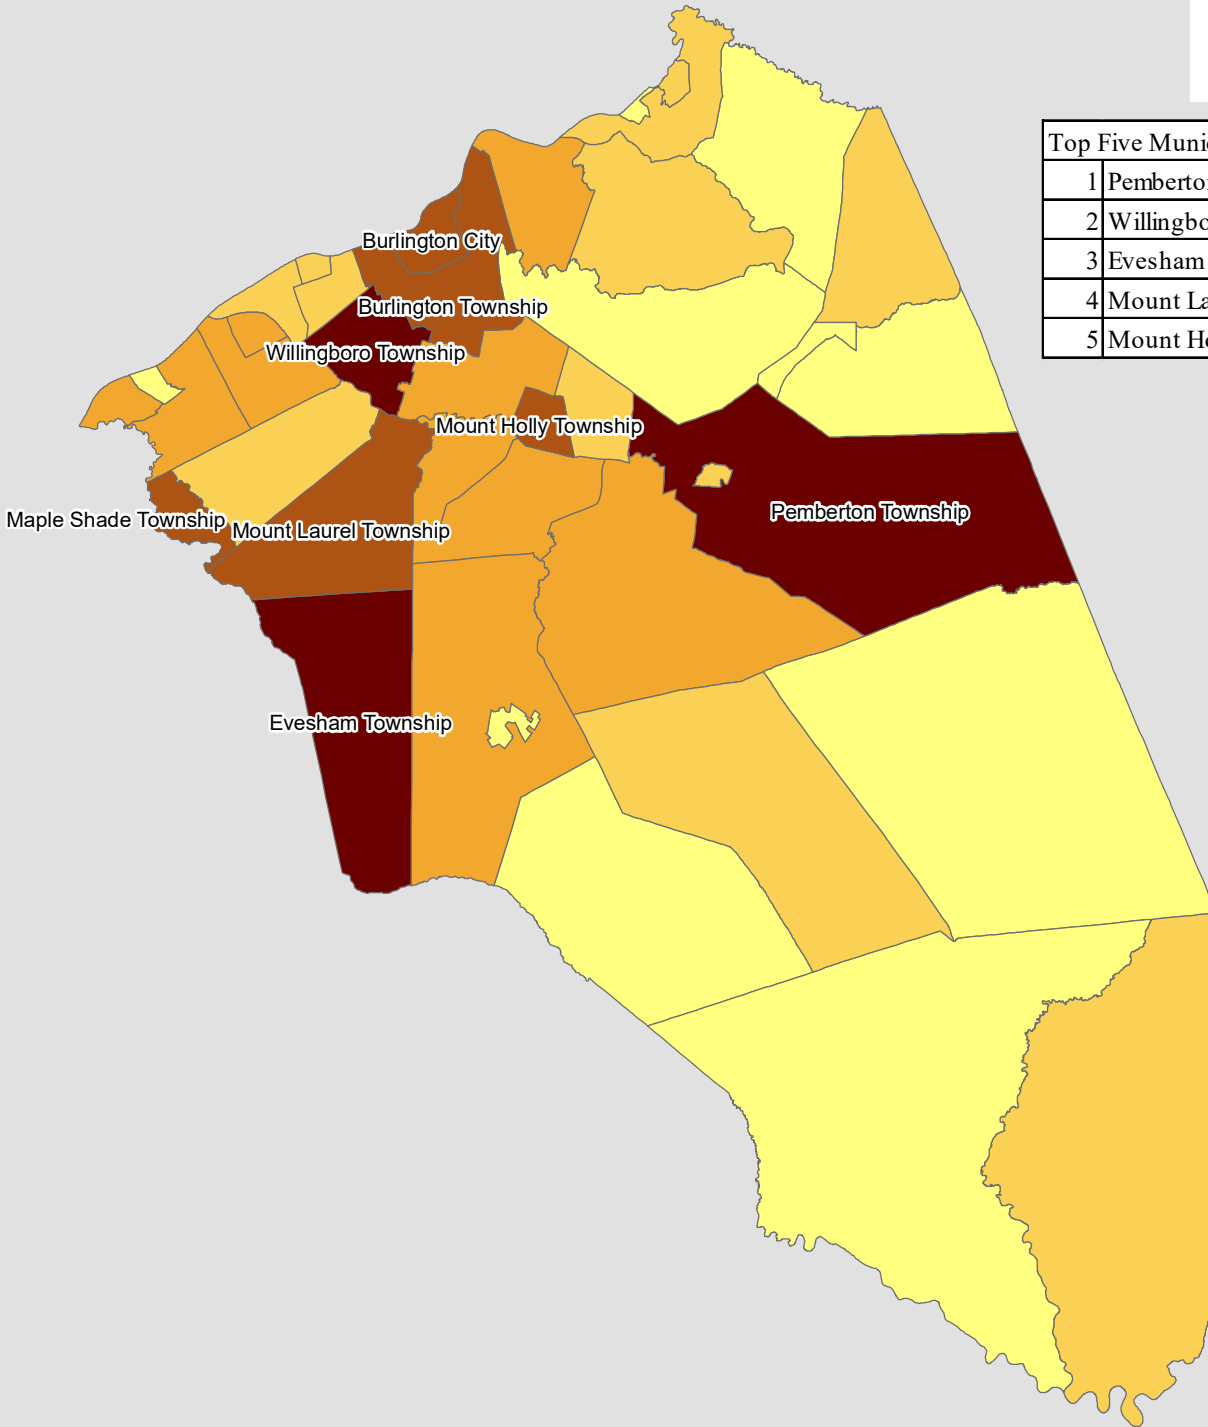 Top Five Munic
1 Pemberto
2 Willingbo
3 Evesham
4 Mount La
5 Mount Ho
Burlington City
Burlington Township
Willingboro Township
Mount Holly Township
Pemberton Township
Maple Shade Township
Mount Laurel Township
Evesham Township